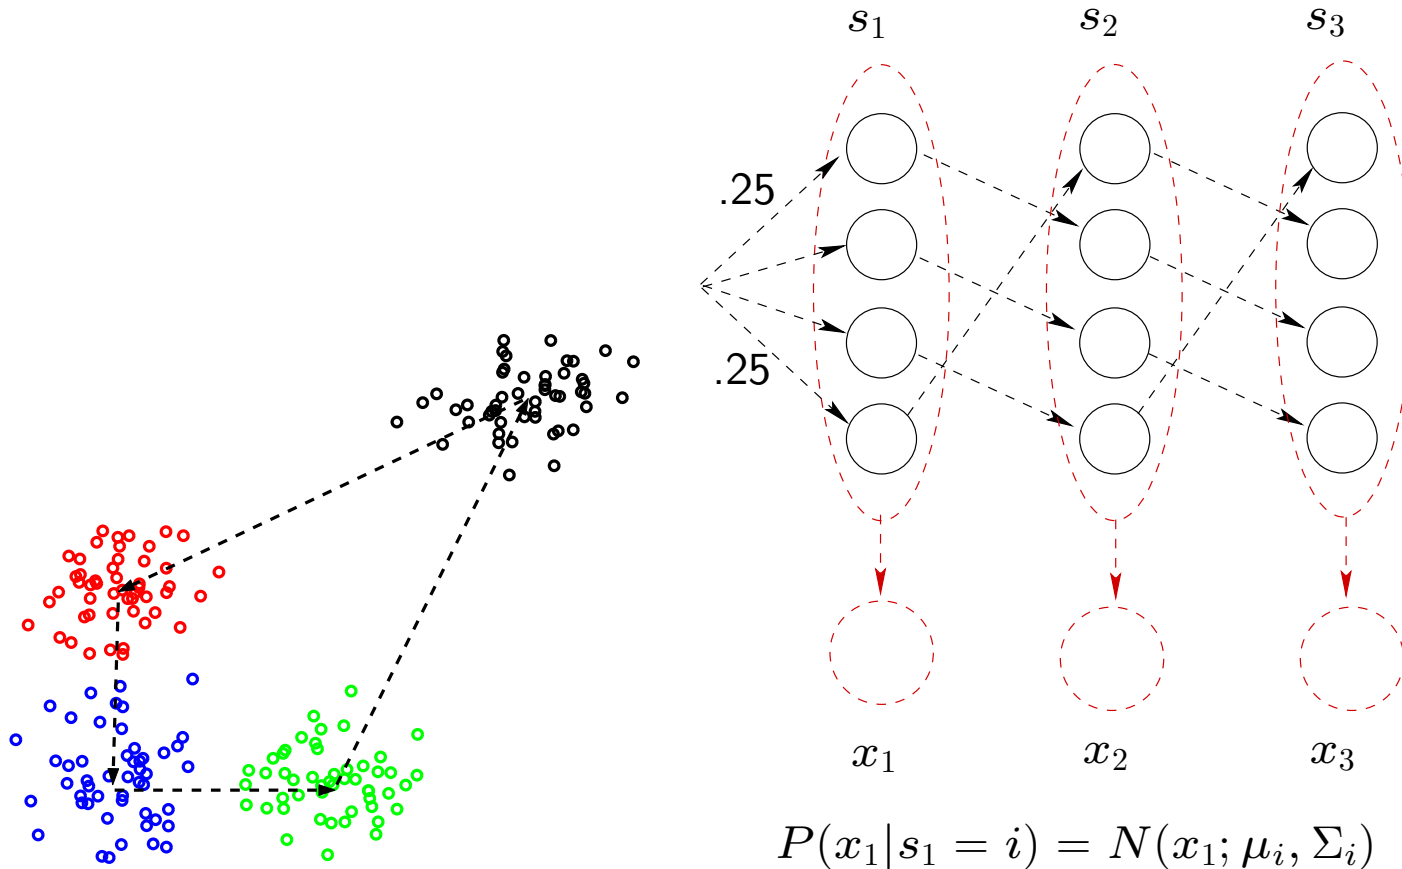 s₁ s₂ s₃
.25
.25
x₁ x₂ x₃
P(x₁|s₁ = i) = N(x₁; μᵢ, Σᵢ)